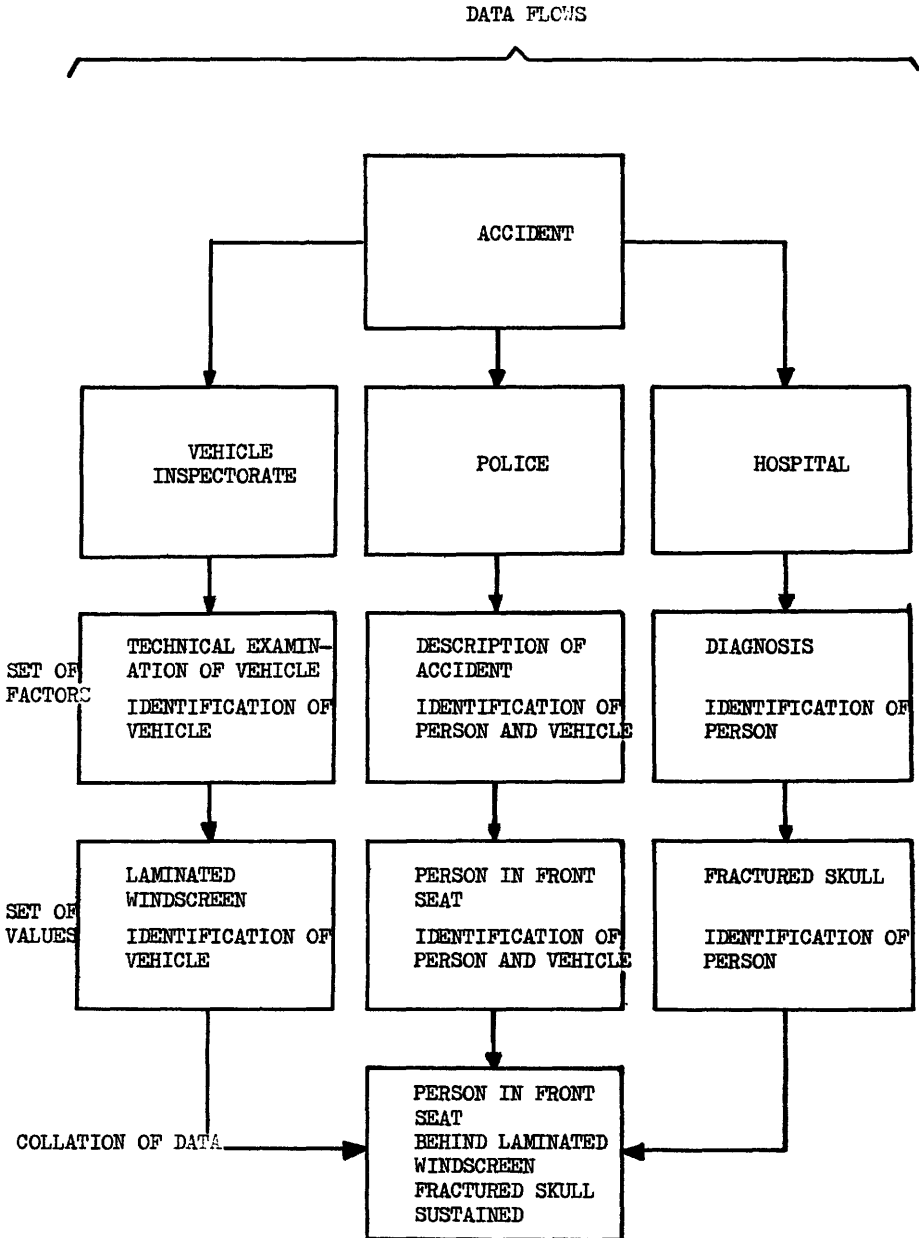 DATA FLOWS
ACCIDENT
VEHICLE
INSPECTORATE
POLICE
HOSPITAL
SET OF
FACTORS
TECHNICAL EXAMIN-
ATION OF VEHICLE
IDENTIFICATION OF
VEHICLE
DESCRIPTION OF
ACCIDENT
IDENTIFICATION OF
PERSON AND VEHICLE
DIAGNOSIS
IDENTIFICATION OF
PERSON
SET OF
VALUES
LAMINATED
WINDSCREEN
IDENTIFICATION OF
VEHICLE
PERSON IN FRONT
SEAT
IDENTIFICATION OF
PERSON AND VEHICLE
FRACTURED SKULL
IDENTIFICATION OF
PERSON
COLLATION OF DATA
PERSON IN FRONT
SEAT
BEHIND LAMINATED
WINDSCREEN
FRACTURED SKULL
SUSTAINED